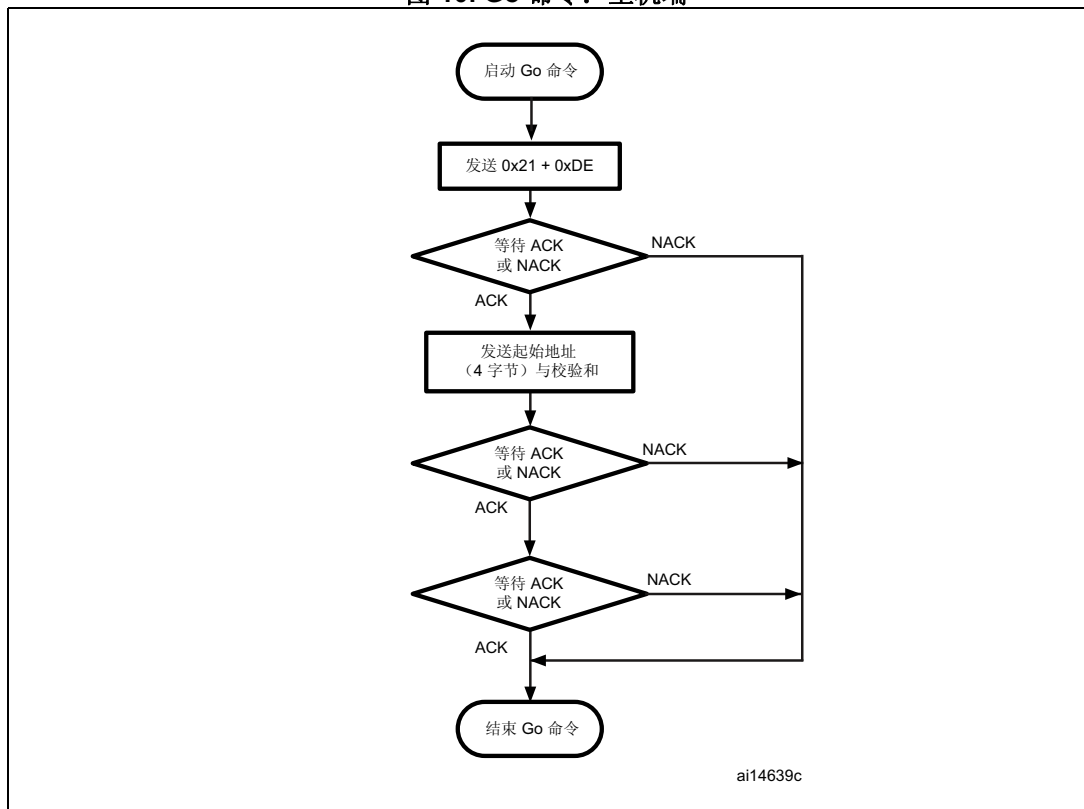 启动 Go 命令
发送 0x21 + 0xDE
等待 ACK
或 NACK
NACK
ACK
发送起始地址
（4 字节）与校验和
等待 ACK
或 NACK
NACK
ACK
等待 ACK
或 NACK
NACK
ACK
结束 Go 命令
ai14639c